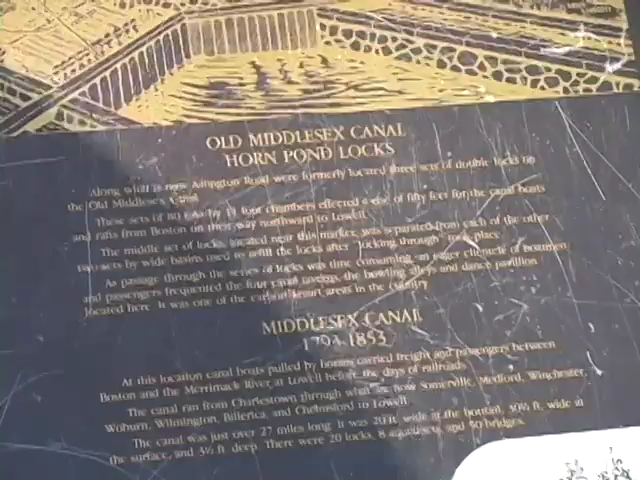 OLD MIDDLESEX CANAL
HORN POND LOCKS
Along what is now Arlington Road were formerly located three sets of double locks on
the Old Middlesex Canal
These sets of 80 foot by 11 foot chambers effected a rise of fifty feet for the canal boats
and rafts from Boston on their way northward to Lowell.
The middle set of locks, located near this marker, was separated from each of the other
two sets by wide basins used to refill the locks after "locking through" took place
As passage through the series of locks was time consuming, an eager clientele of boatmen
and passengers frequented the four canal taverns, the bowling alleys and dance pavilion
located here. It was one of the earliest resort areas in the country
MIDDLESEX CANAL
1793-1853
At this location canal boats pulled by horses carried freight and passengers between
Boston and the Merrimack River at Lowell before the days of railroads
The canal ran from Charlestown through what are now Somerville, Medford, Winchester,
Woburn, Wilmington, Billerica, and Chelmsford to Lowell.
The canal was just over 27 miles long. It was 20 ft. wide at the bottom, 30½ ft. wide at
the surface, and 3½ ft. deep. There were 20 locks, 8 aqueducts, and 50 bridges.